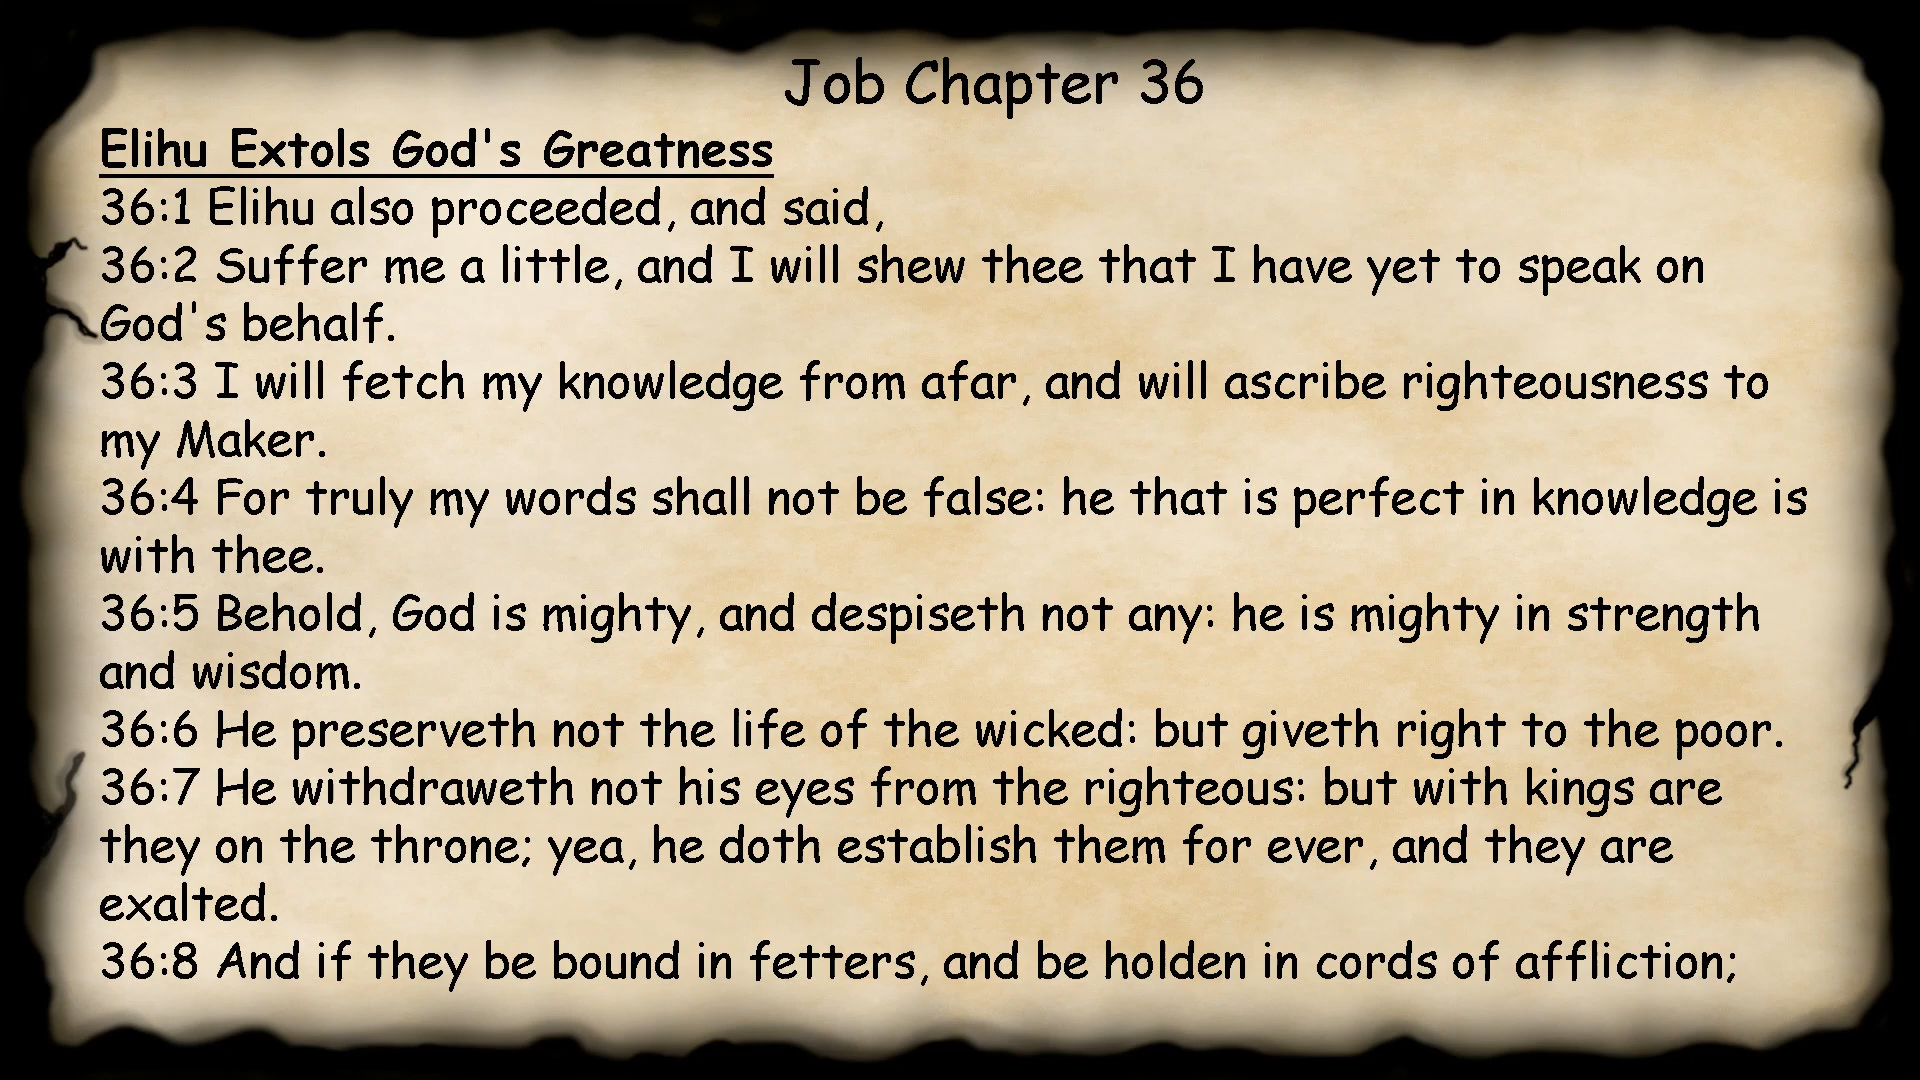 Job Chapter 36
Elihu Extols God's Greatness
36:1 Elihu also proceeded, and said,
36:2 Suffer me a little, and I will shew thee that I have yet to speak on
God's behalf.
36:3 I will fetch my knowledge from afar, and will ascribe righteousness to
my Maker.
36:4 For truly my words shall not be false: he that is perfect in knowledge is
with thee.
36:5 Behold, God is mighty, and despiseth not any: he is mighty in strength
and wisdom.
36:6 He preserveth not the life of the wicked: but giveth right to the poor.
36:7 He withdraweth not his eyes from the righteous: but with kings are
they on the throne; yea, he doth establish them for ever, and they are
exalted.
36:8 And if they be bound in fetters, and be holden in cords of affliction;